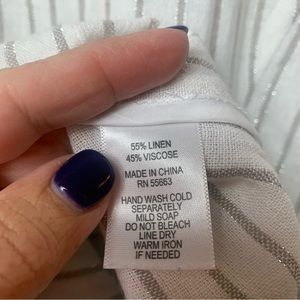 55% LINEN
45% VISCOSE
MADE IN CHINA
RN 55663
HAND WASH COLD
SEPARATELY
MILD SOAP
DO NOT BLEACH
LINE DRY
WARM IRON
IF NEEDED